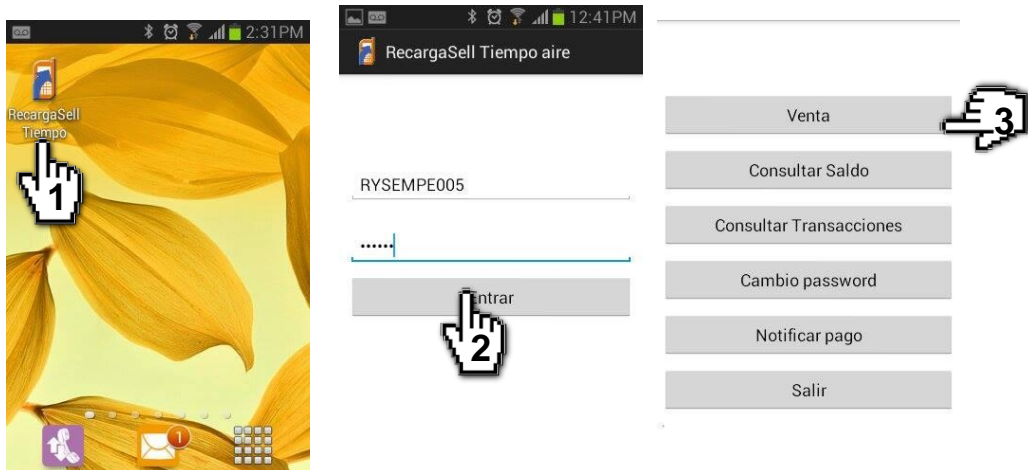 2:31PM
RecargaSell
Tiempo
1
1
12:41PM
RecargaSell Tiempo aire
RYSEMPE005
••••••
Entrar
2
Venta
3
Consultar Saldo
Consultar Transacciones
Cambio password
Notificar pago
Salir